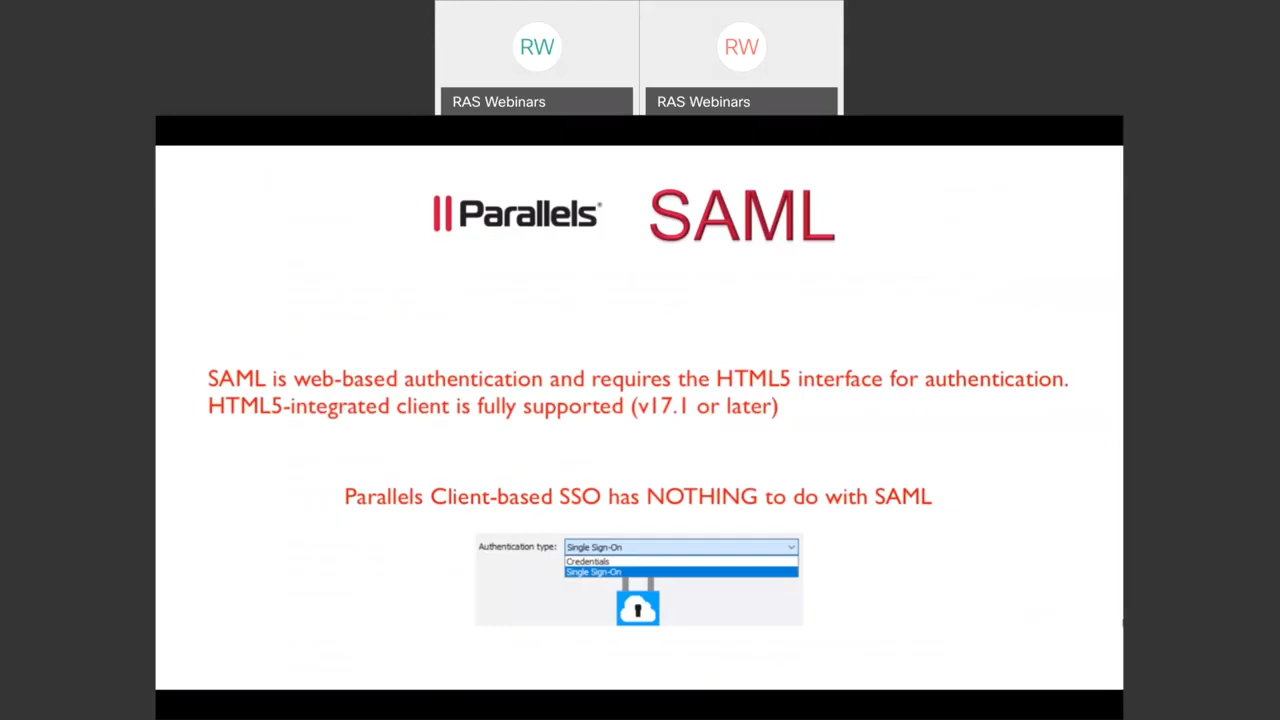 RW
RW
RAS Webinars
RAS Webinars
Parallels®
SAML
SAML is web-based authentication and requires the HTML5 interface for authentication.
HTML5-integrated client is fully supported (v17.1 or later)
Parallels Client-based SSO has NOTHING to do with SAML
Authentication type: Single Sign-On
Credentials
Single Sign-On